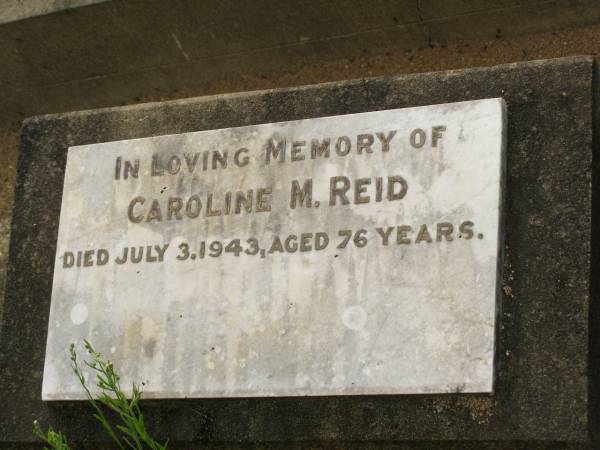 IN LOVING MEMORY OF
CAROLINE M. REID
DIED JULY 3. 1943, AGED 76 YEARS.